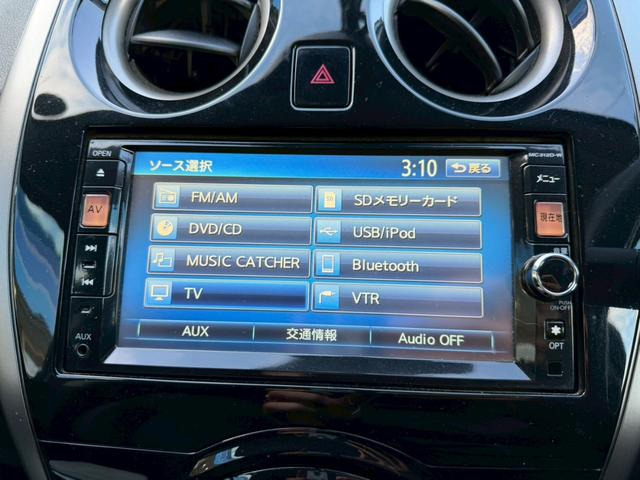 OPEN
MC312D-W
ソース選択
3:10
戻る
メニュー
AV
現在地
FM/AM
SD
SDメモリーカード
DVD/CD
USB/iPod
MUSIC CATCHER
Bluetooth
TV
VTR
AUX
交通情報
Audio OFF
AUX
PUSH
ON-OFF
OPT